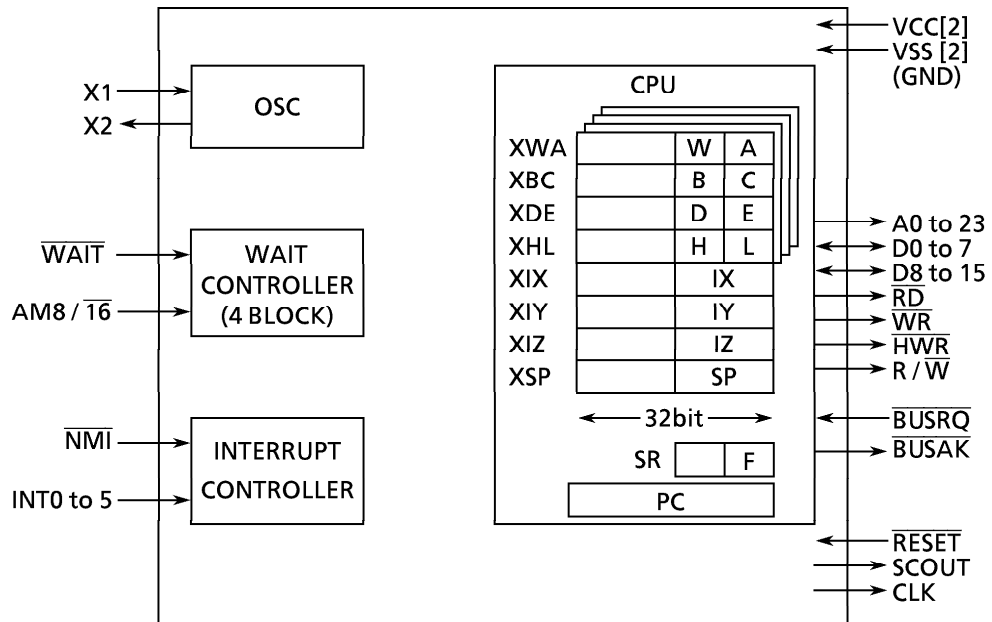 X1
X2
OSC
WAIT
AM8 / 16
WAIT
CONTROLLER
(4 BLOCK)
NMI
INT0 to 5
INTERRUPT
CONTROLLER
CPU
XWA W A
XBC B C
XDE D E
XHL H L
XIX IX
XIY IY
XIZ IZ
XSP SP
32bit
SR F
PC
VCC[2]
VSS [2]
(GND)
A0 to 23
D0 to 7
D8 to 15
RD
WR
HWR
R / W
BUSRQ
BUSAK
RESET
SCOUT
CLK